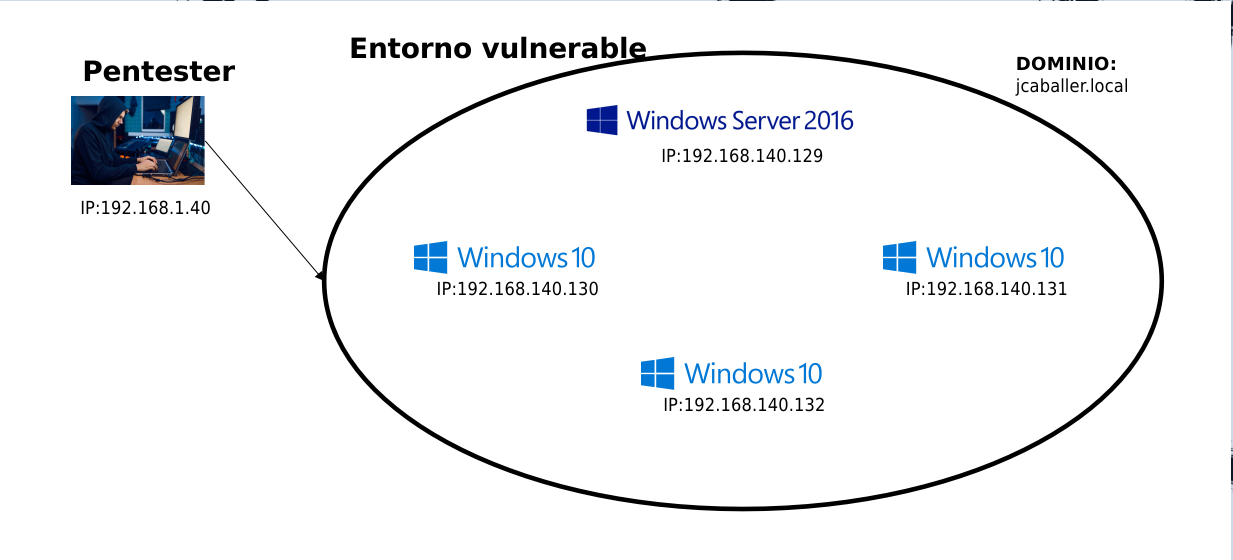 Entorno vulnerable
Pentester
DOMINIO:
jcaballer.local
Windows Server 2016
IP:192.168.140.129
IP:192.168.1.40
Windows 10
IP:192.168.140.130
Windows 10
IP:192.168.140.131
Windows 10
IP:192.168.140.132